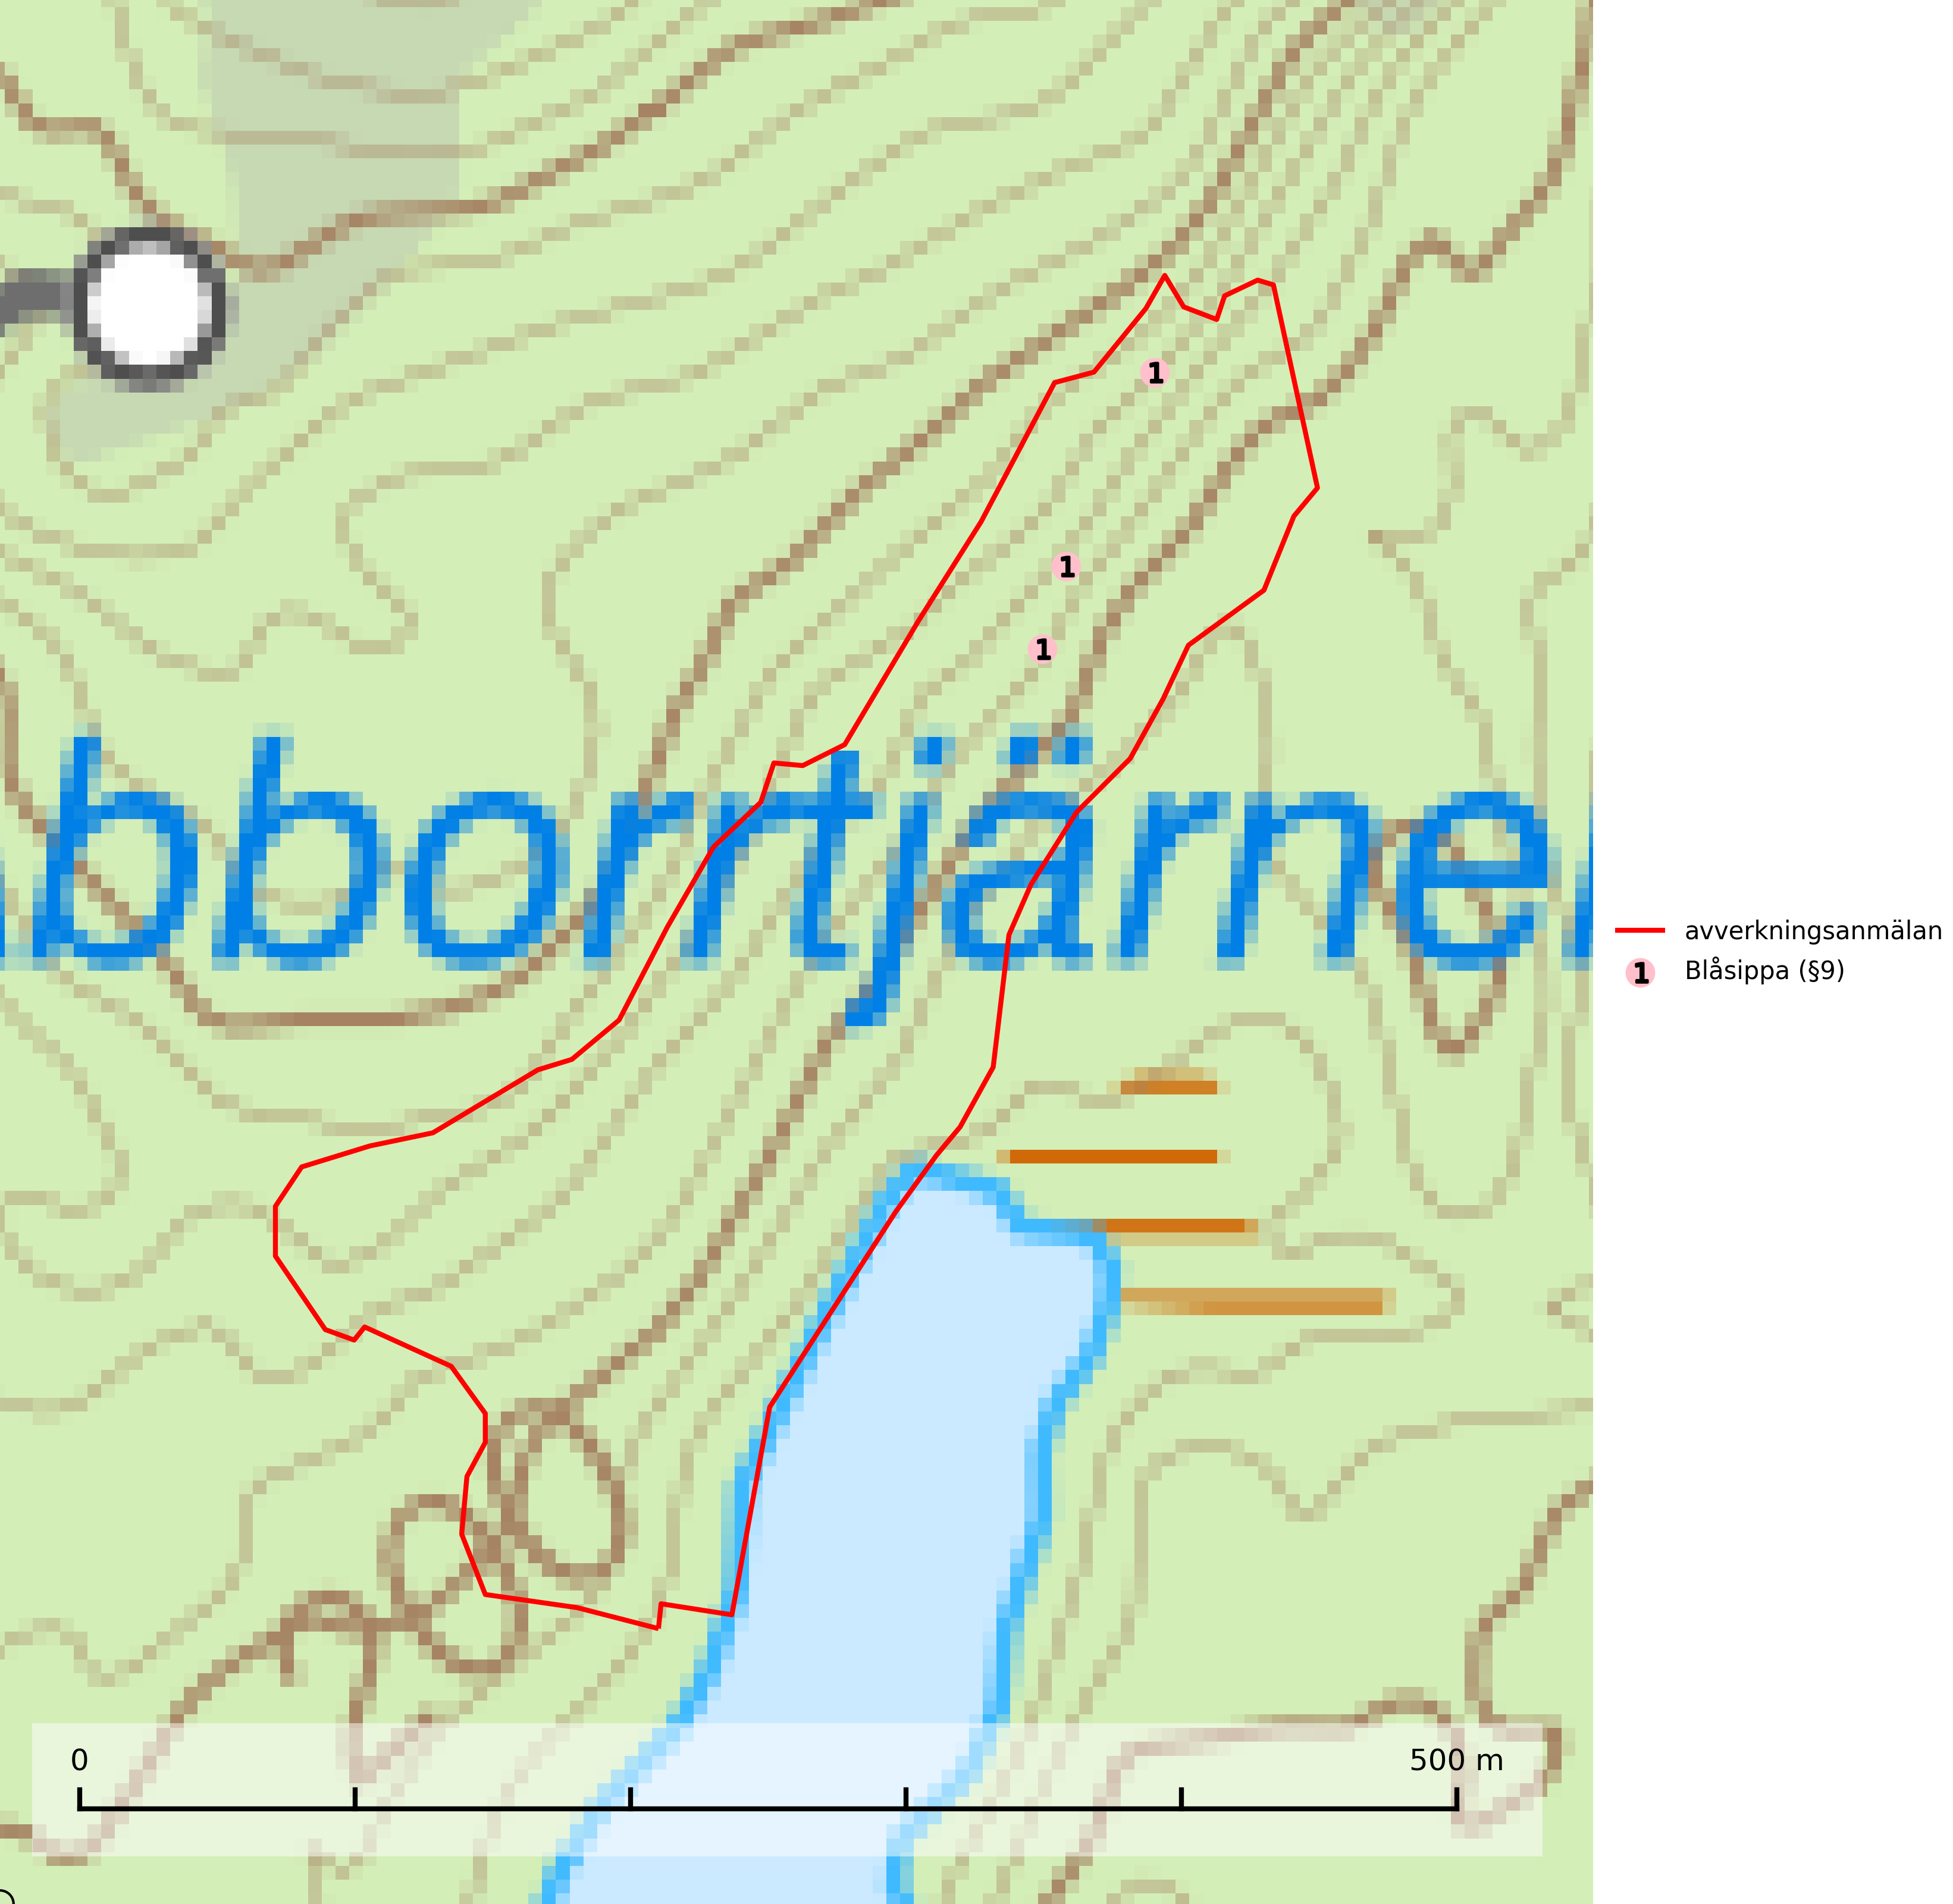 1
1
1
bbortjärne
avverkningsanmälan
1 Blåsippa (§9)
0 500 m